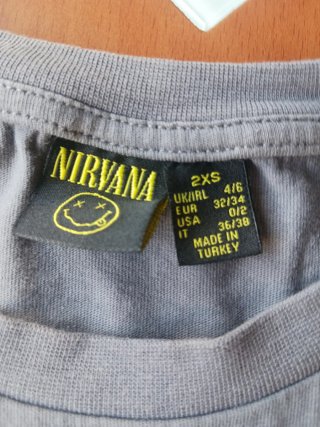 NIRVANA
2XS
UK/IRL 4/6
EUR 32/34
USA 0/2
IT 36/38
MADE IN
TURKEY